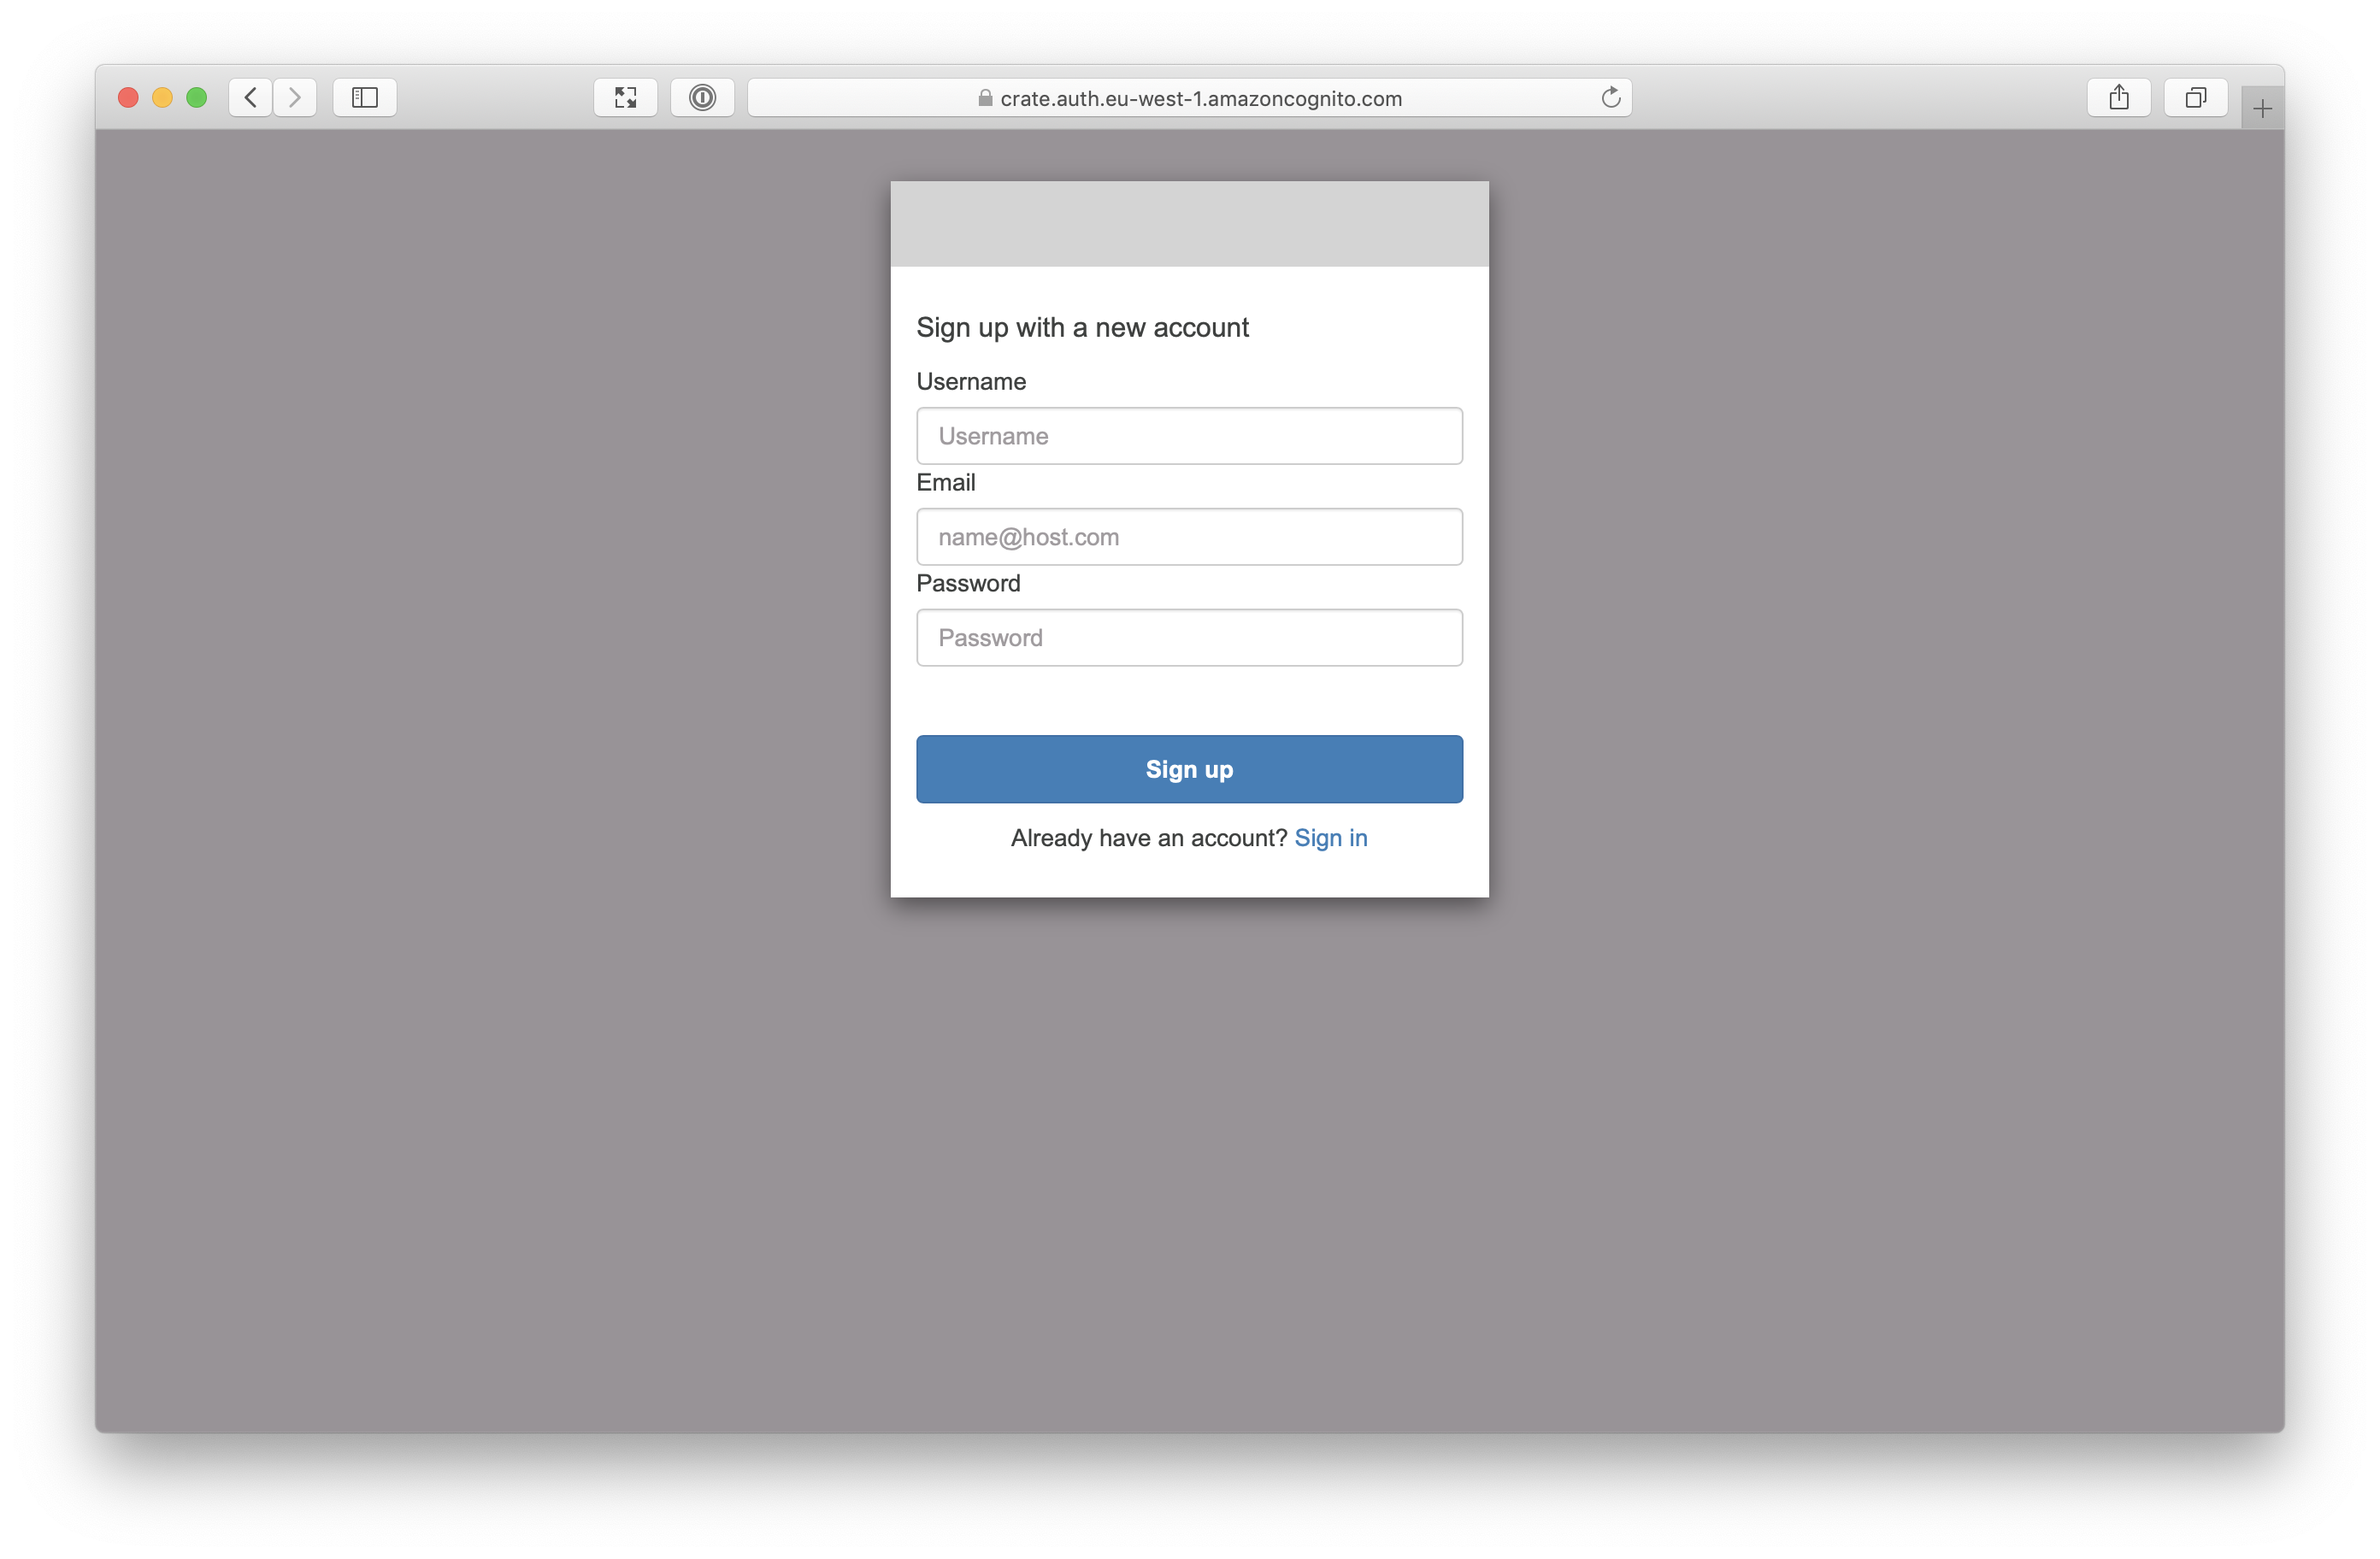 crate.auth.eu-west-1.amazoncognito.com
Sign up with a new account
Username
Username
Email
name@host.com
Password
Password
Sign up
Already have an account? Sign in